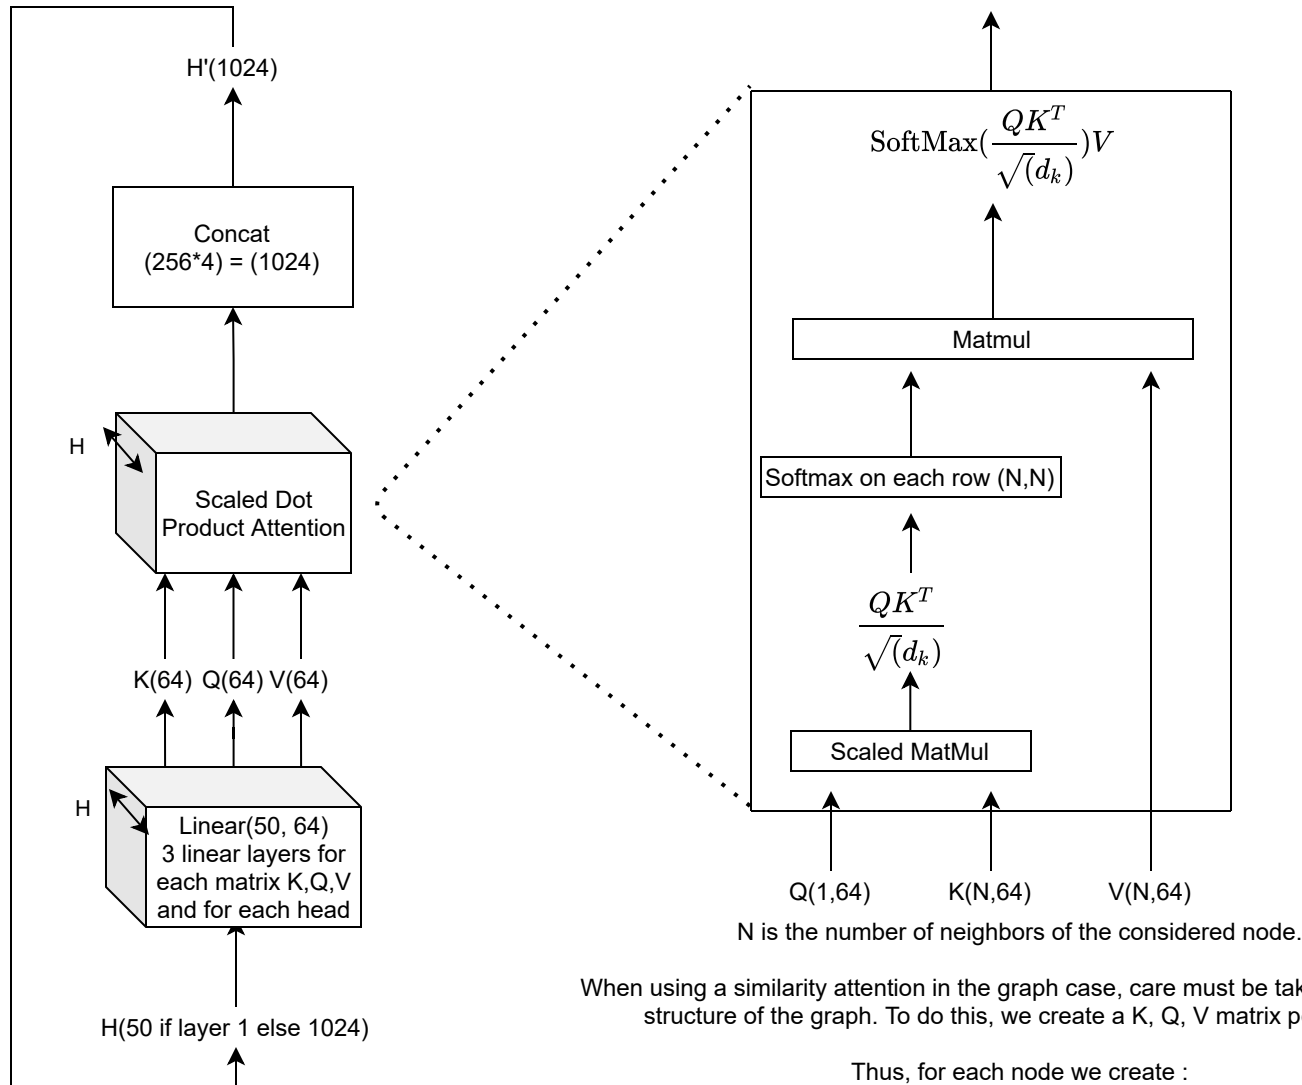 H'(1024)
Concat
(256*4) = (1024)
H
Scaled Dot
Product Attention
K(64) Q(64) V(64)
H
Linear(50, 64)
3 linear layers for
each matrix K,Q,V
and for each head
H(50 if layer 1 else 1024)
SoftMax(\frac{QK^T}{\sqrt(d_k)})V
Matmul
Softmax on each row (N,N)
\frac{QK^T}{\sqrt(d_k)}
Scaled MatMul
Q(1,64) K(N,64) V(N,64)
N is the number of neighbors of the considered node.
When using a similarity attention in the graph case, care must be
structure of the graph. To do this, we create a K, Q, V matrix
Thus, for each node we create :